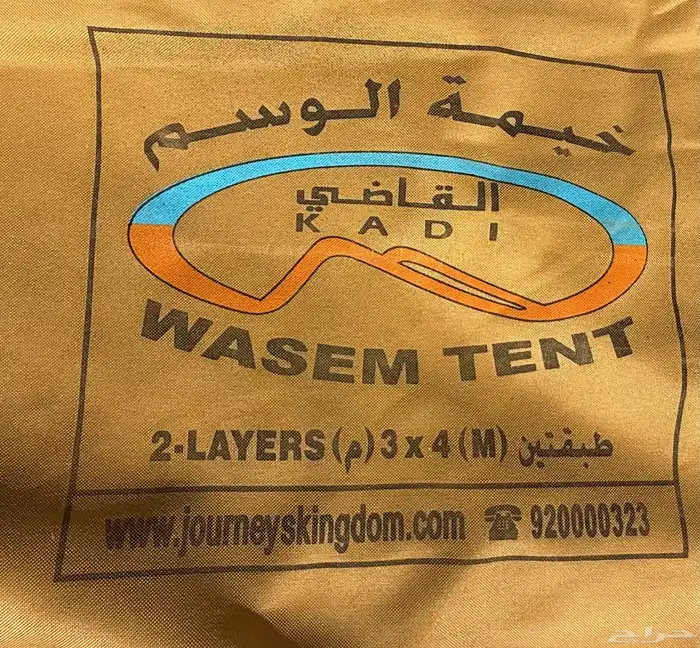 خيمة الوسم
القاضي
KADI
WASEM TENT
2-LAYERS (م) 3 x 4 (M) طبقتين
www.journeyskingdom.com ☎ 920000323
حراج